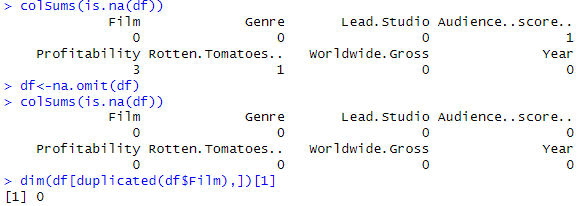 > colSums(is.na(df))
Film Genre Lead.Studio Audience..score..
0 0 0 1
Profitability Rotten.Tomatoes.. Worldwide.Gross Year
3 1 0 0
> df<-na.omit(df)
> colSums(is.na(df))
Film Genre Lead.Studio Audience..score..
0 0 0 0
Profitability Rotten.Tomatoes.. Worldwide.Gross Year
0 0 0 0
> dim(df[duplicated(df$Film),])[1]
[1] 0